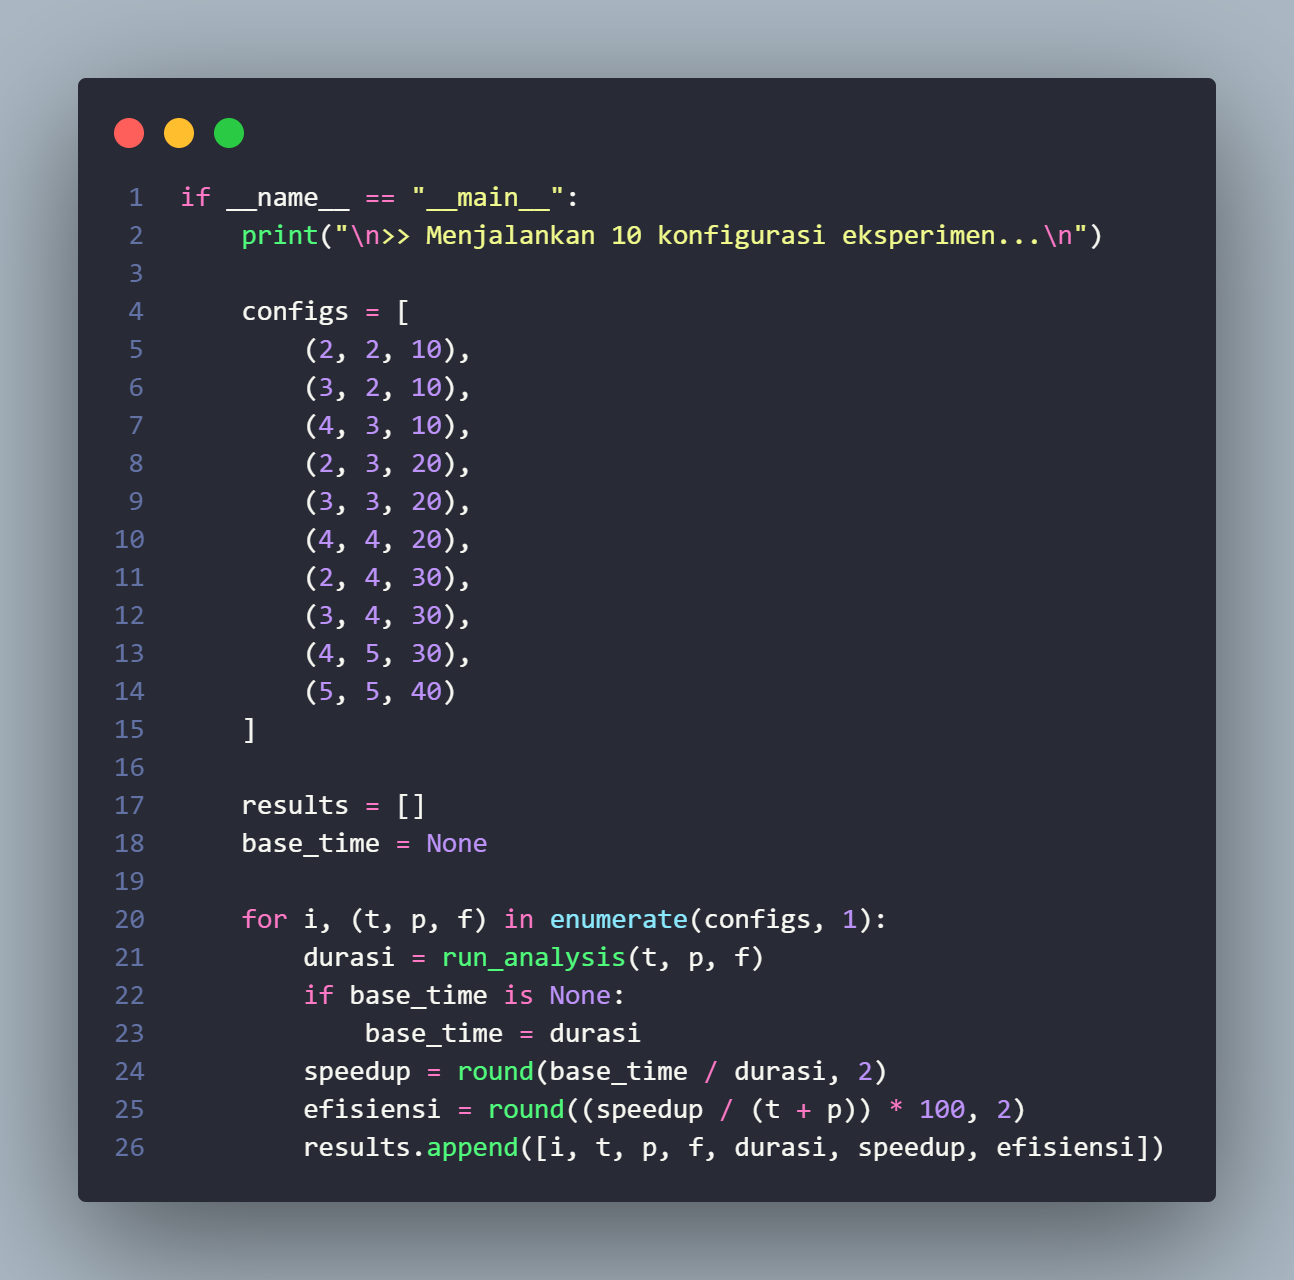 1 if __name__ == "__main__":
2     print("\n>> Menjalankan 10 konfigurasi eksperimen...\n")
3
4     configs = [
5         (2, 2, 10),
6         (3, 2, 10),
7         (4, 3, 10),
8         (2, 3, 20),
9         (3, 3, 20),
10         (4, 4, 20),
11         (2, 4, 30),
12         (3, 4, 30),
13         (4, 5, 30),
14         (5, 5, 40)
15     ]
16
17     results = []
18     base_time = None
19
20     for i, (t, p, f) in enumerate(configs, 1):
21         durasi = run_analysis(t, p, f)
22         if base_time is None:
23             base_time = durasi
24         speedup = round(base_time / durasi, 2)
25         efisiensi = round((speedup / (t + p)) * 100, 2)
26         results.append([i, t, p, f, durasi, speedup, efisiensi])